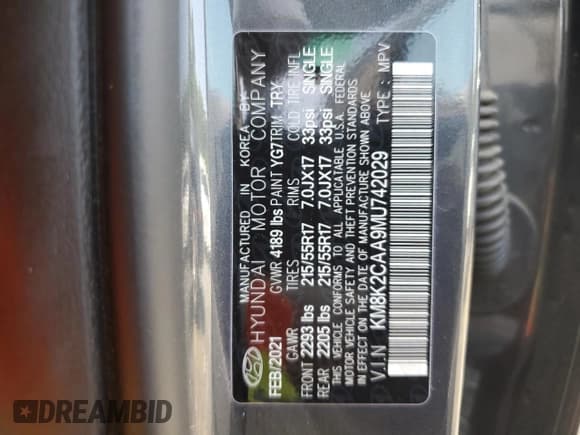 MANUFACTURED IN KOREA BY
HYUNDAI MOTOR COMPANY
FEB/2021 GVWR 4189 lbs PAINT YG7 TRIM TRY
GAWR TIRES RIMS COLD TIRE INFL
FRONT 2293 lbs 215/55R17 7.0JX17 33psi SINGLE
REAR 2205 lbs 215/55R17 7.0JX17 33psi SINGLE
THIS VEHICLE CONFORMS TO ALL APPLICABLE U.S.A. FEDERAL
MOTOR VEHICLE SAFETY AND THEFT PREVENTION STANDARDS
IN EFFECT ON THE DATE OF MANUFACTURE SHOWN ABOVE.
V.I.N KM8K2CAA9MU742029 TYPE : MPV
DREAMBID